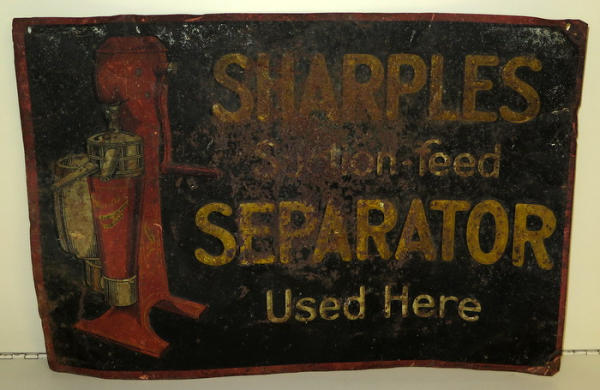 SHARPLES
Suction-feed
SEPARATOR
Used Here